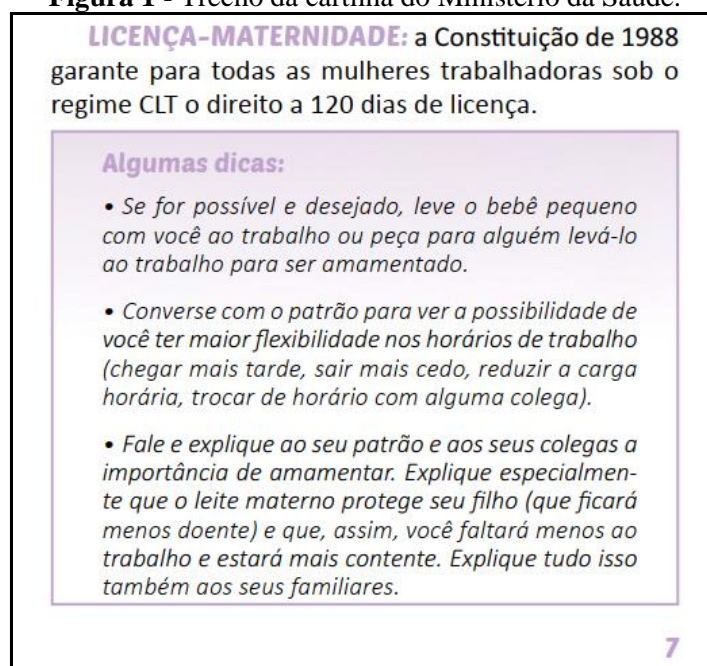 Figura 1 - Trecho da cartilha do Ministério da Saúde.
LICENÇA-MATERNIDADE: a Constituição de 1988
garante para todas as mulheres trabalhadoras sob o
regime CLT o direito a 120 dias de licença.
Algumas dicas:
• Se for possível e desejado, leve o bebê pequeno
com você ao trabalho ou peça para alguém levá-lo
ao trabalho para ser amamentado.
• Converse com o patrão para ver a possibilidade de
você ter maior flexibilidade nos horários de trabalho
(chegar mais tarde, sair mais cedo, reduzir a carga
horária, trocar de horário com alguma colega).
• Fale e explique ao seu patrão e aos seus colegas a
importância de amamentar. Explique especialmen-
te que o leite materno protege seu filho (que ficará
menos doente) e que, assim, você faltará menos ao
trabalho e estará mais contente. Explique tudo isso
também aos seus familiares.
7